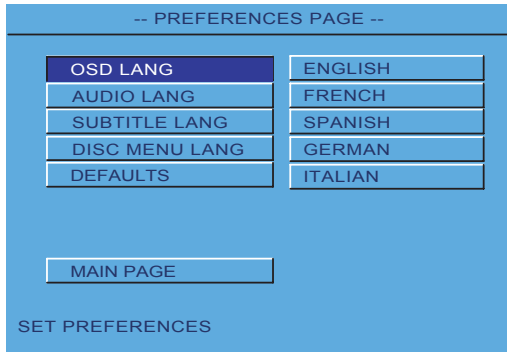 -- PREFERENCES PAGE --
OSD LANG
AUDIO LANG
SUBTITLE LANG
DISC MENU LANG
DEFAULTS
ENGLISH
FRENCH
SPANISH
GERMAN
ITALIAN
MAIN PAGE
SET PREFERENCES